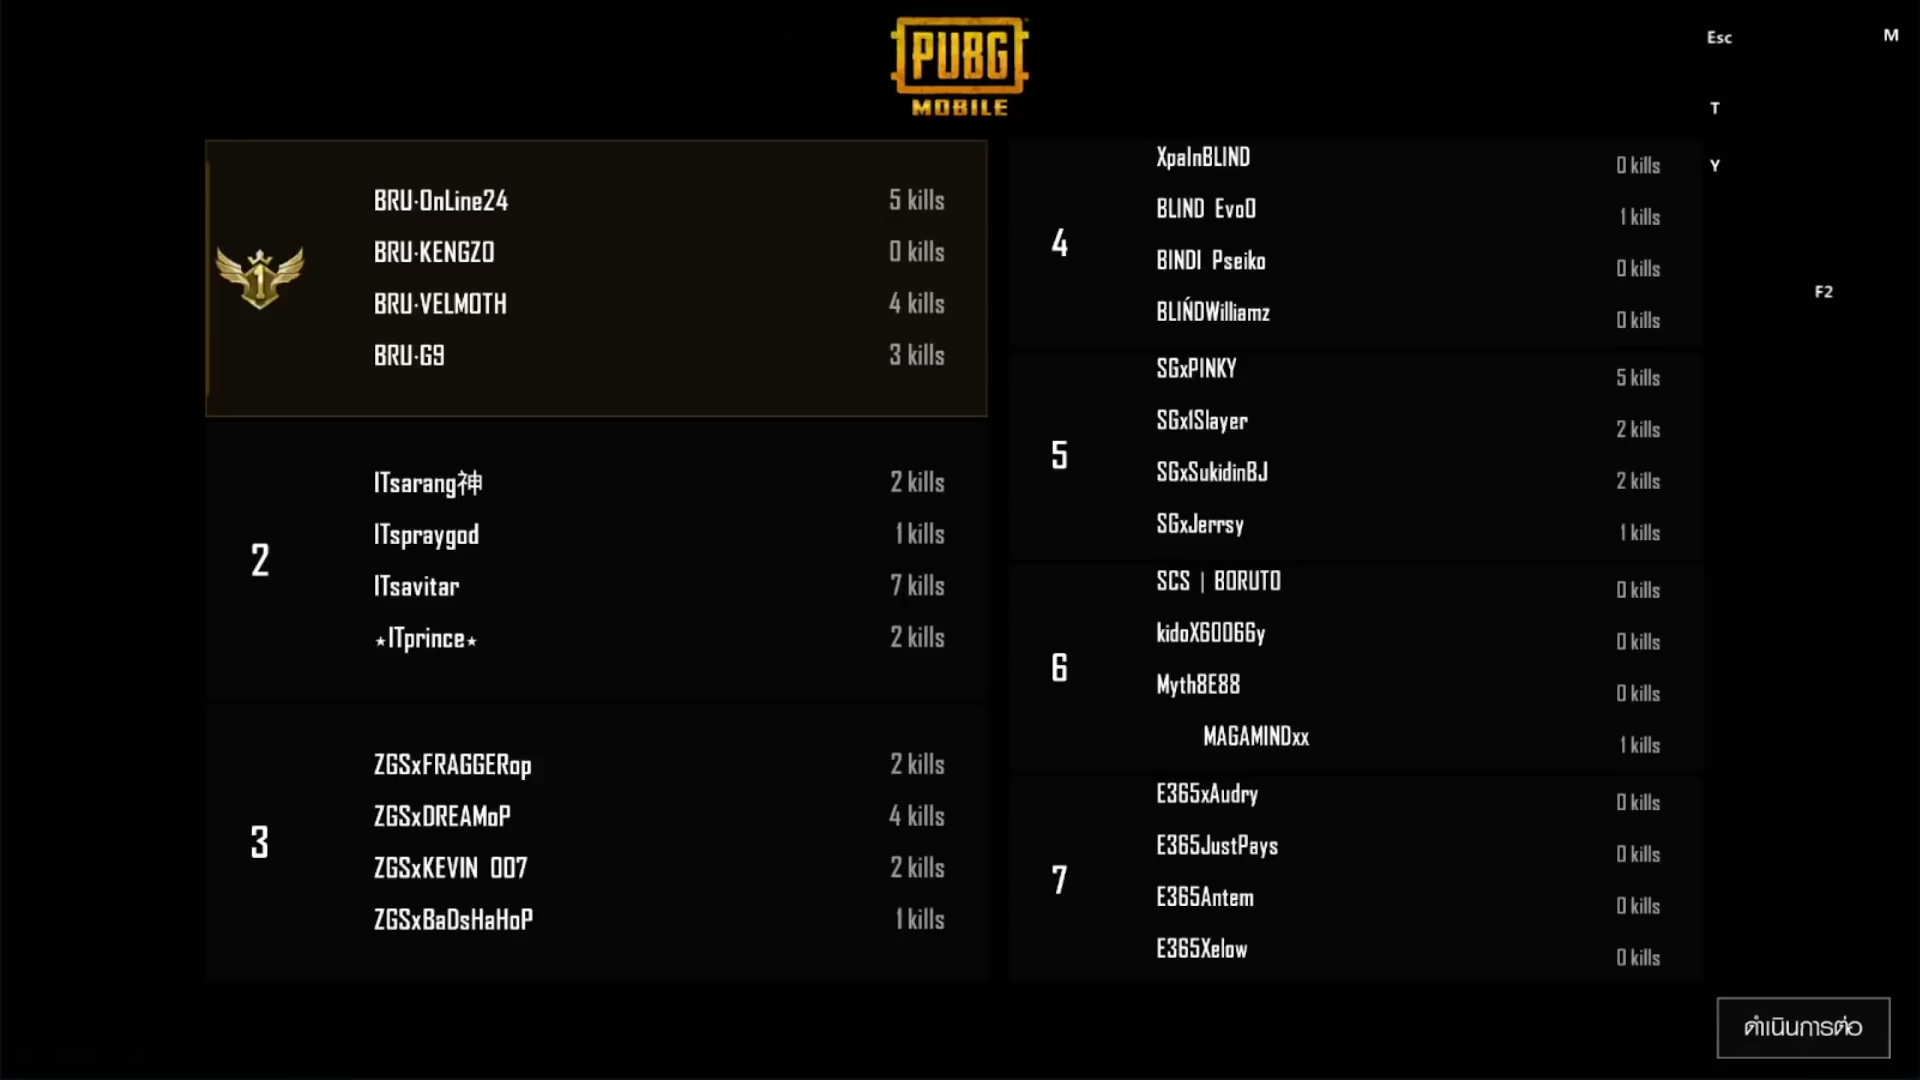 PUBG
MOBILE
Esc
M
T
Y
F2
1
BRU·OnLine24 5 kills
BRU·KENGZO 0 kills
BRU·VELMOTH 4 kills
BRU·G9 3 kills
2
ITsarang神 2 kills
ITspraygod 1 kills
ITsavitar 7 kills
★ITprince★ 2 kills
3
ZGSxFRAGGERop 2 kills
ZGSxDREAMoP 4 kills
ZGSxKEVIN 007 2 kills
ZGSxBaDsHaHoP 1 kills
4
XpaInBLIND 0 kills
BLIND EvoO 1 kills
BINDI Pseiko 0 kills
BLIŃDWilliamz 0 kills
5
SGxPINKY 5 kills
SGx1Slayer 2 kills
SGxSukidinBJ 2 kills
SGxJerrsy 1 kills
6
SCS | BORUTO 0 kills
kidoX60066y 0 kills
Myth8E88 0 kills
MAGAMINDxx 1 kills
7
E365xAudry 0 kills
E365JustPays 0 kills
E365Antem 0 kills
E365Xelow 0 kills
ดำเนินการต่อ